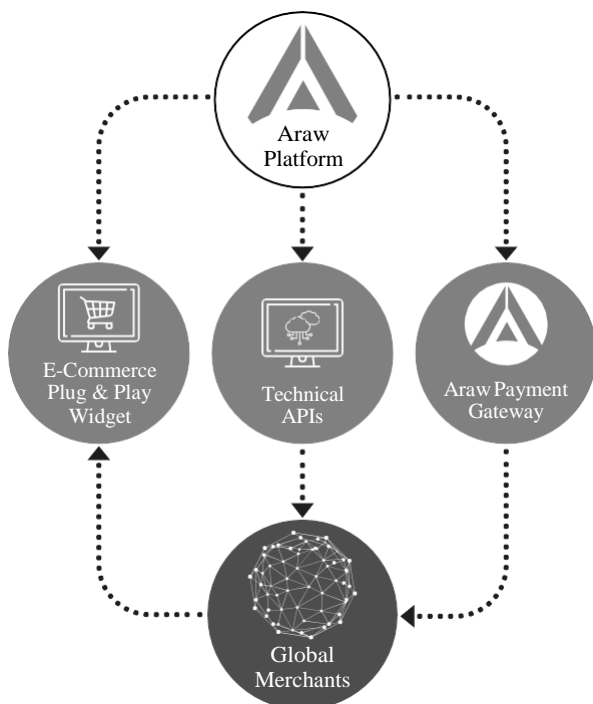 Araw
Platform
E-Commerce
Plug & Play
Widget
Technical
APIs
Araw Payment
Gateway
Global
Merchants